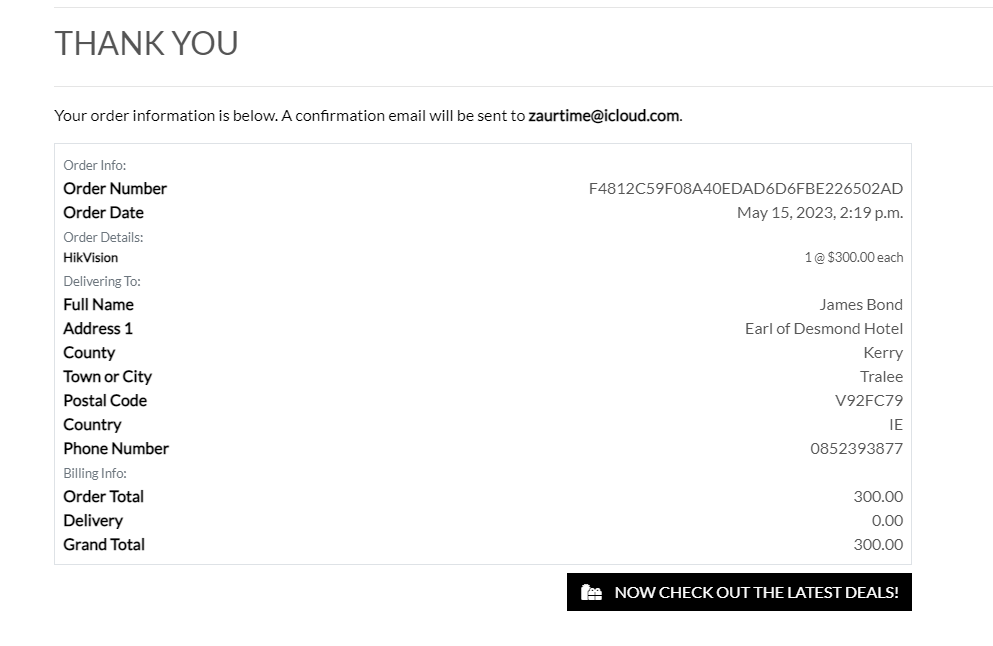 THANK YOU
Your order information is below. A confirmation email will be sent to zaurtime@icloud.com.
Order Info:
Order Number F4812C59F08A40EDAD6D6FBE226502AD
Order Date May 15, 2023, 2:19 p.m.
Order Details:
HikVision 1 @ $300.00 each
Delivering To:
Full Name James Bond
Address 1 Earl of Desmond Hotel
County Kerry
Town or City Tralee
Postal Code V92FC79
Country IE
Phone Number 0852393877
Billing Info:
Order Total 300.00
Delivery 0.00
Grand Total 300.00
NOW CHECK OUT THE LATEST DEALS!